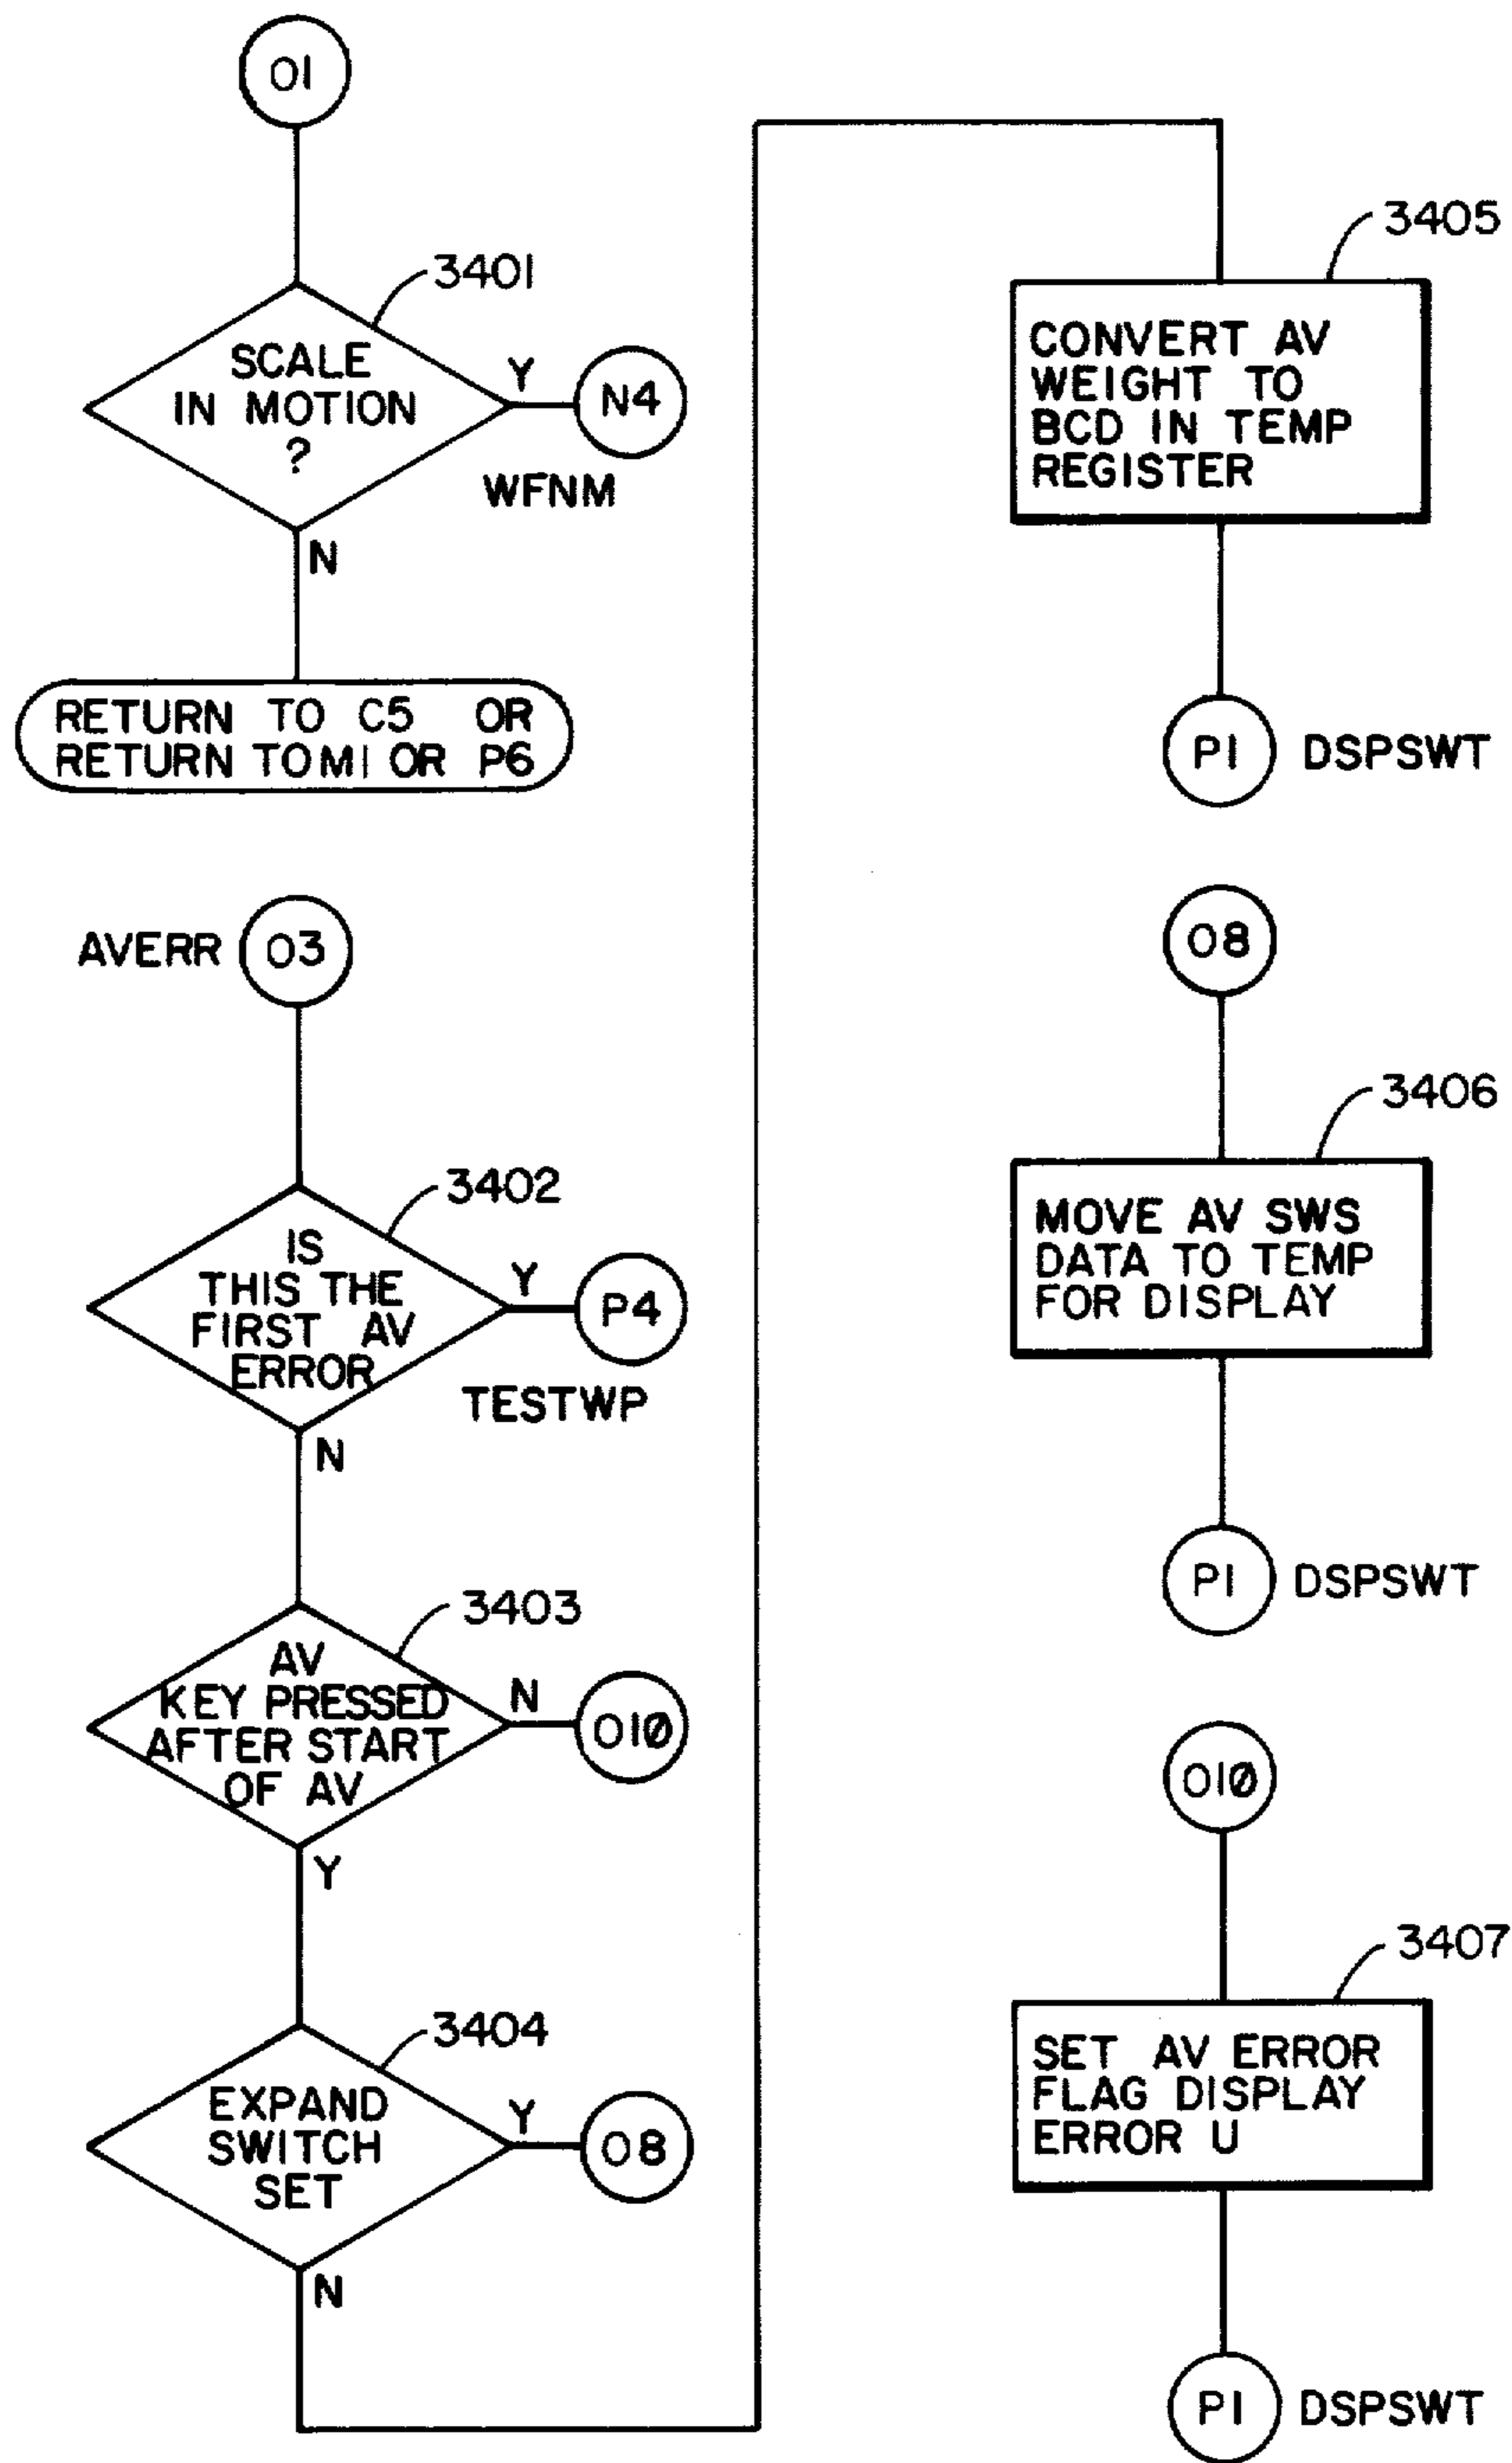 O1
3401
SCALE
IN MOTION
?
Y
N4
WFNM
N
RETURN TO C5 OR
RETURN TO M1 OR P6
AVERR
O3
3402
IS
THIS THE
FIRST AV
ERROR
Y
P4
TESTWP
N
3403
AV
KEY PRESSED
AFTER START
OF AV
N
O1Ø
Y
3404
EXPAND
SWITCH
SET
Y
O8
N
3405
CONVERT AV
WEIGHT TO
BCD IN TEMP
REGISTER
P1 DSPSWT
O8
3406
MOVE AV SWS
DATA TO TEMP
FOR DISPLAY
P1 DSPSWT
O1Ø
3407
SET AV ERROR
FLAG DISPLAY
ERROR U
P1 DSPSWT